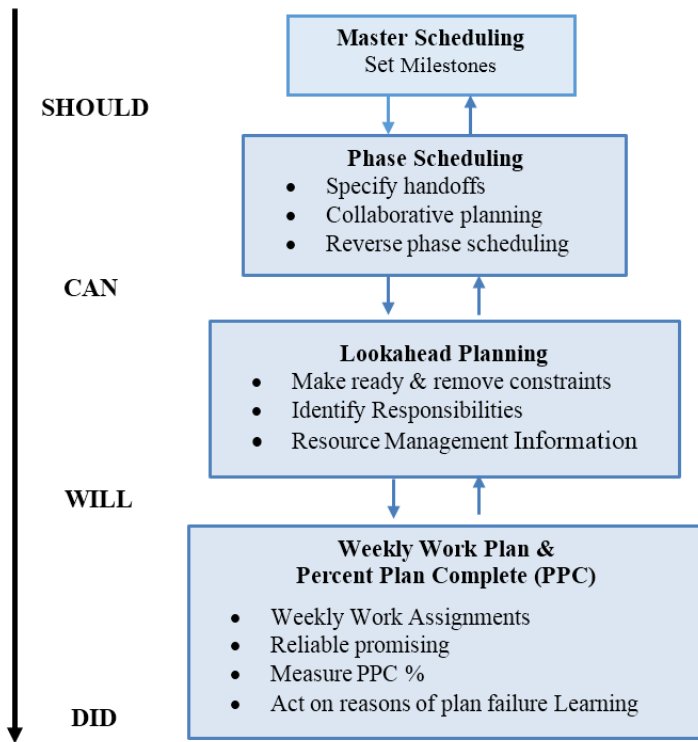 Master Scheduling
Set Milestones
SHOULD
Phase Scheduling
• Specify handoffs
• Collaborative planning
• Reverse phase scheduling
CAN
Lookahead Planning
• Make ready & remove constraints
• Identify Responsibilities
• Resource Management Information
WILL
Weekly Work Plan &
Percent Plan Complete (PPC)
• Weekly Work Assignments
• Reliable promising
• Measure PPC %
• Act on reasons of plan failure Learning
DID